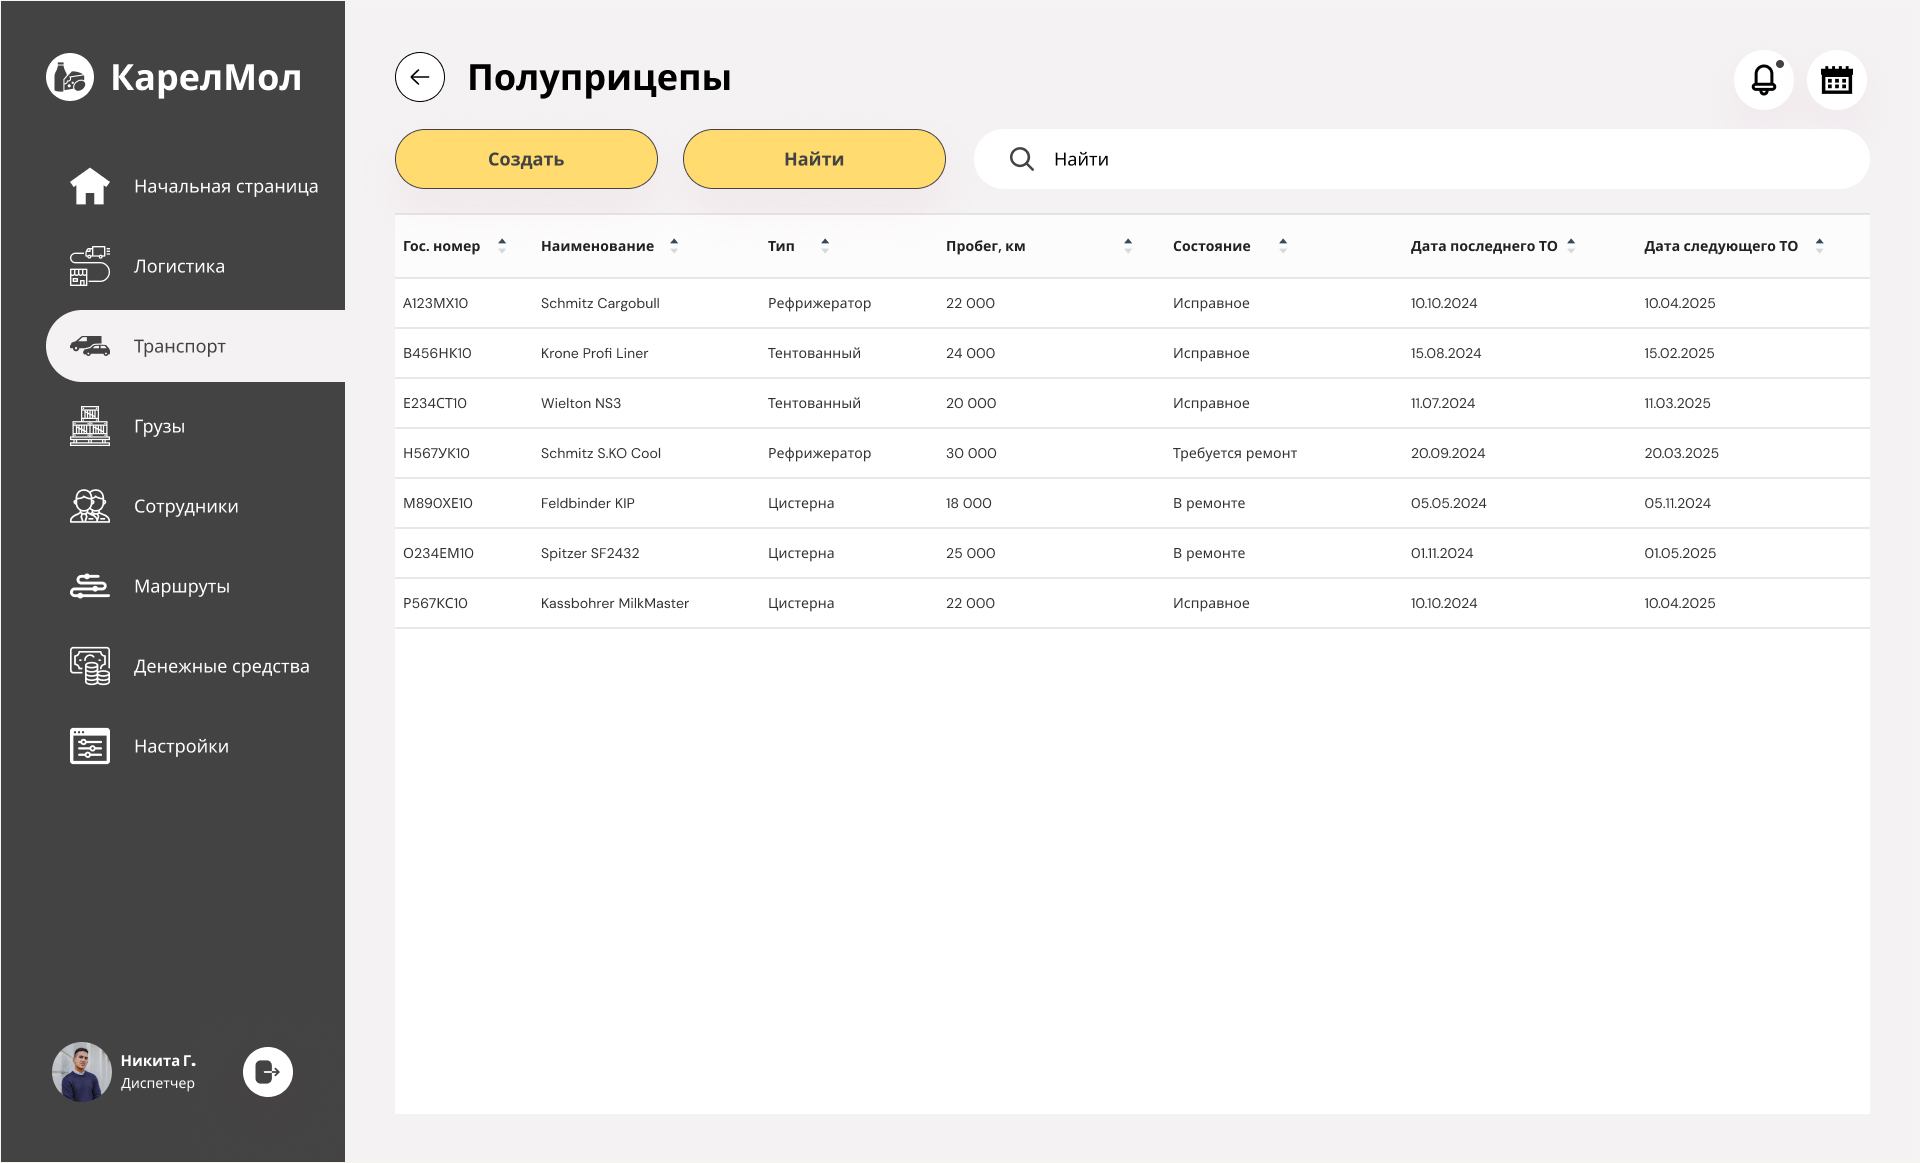 КарелМол
Начальная страница
Логистика
Транспорт
Грузы
Сотрудники
Маршруты
Денежные средства
Настройки
Никита Г.
Диспетчер
Полуприцепы
Создать
Найти
Найти
Гос. номер Наименование Тип Пробег, км Состояние Дата последнего ТО Дата следующего ТО
А123МХ10 Schmitz Cargobull Рефрижератор 22 000 Исправное 10.10.2024 10.04.2025
В456НК10 Krone Profi Liner Тентованный 24 000 Исправное 15.08.2024 15.02.2025
Е234СТ10 Wielton NS3 Тентованный 20 000 Исправное 11.07.2024 11.03.2025
Н567УК10 Schmitz S.KO Cool Рефрижератор 30 000 Требуется ремонт 20.09.2024 20.03.2025
М890ХЕ10 Feldbinder KIP Цистерна 18 000 В ремонте 05.05.2024 05.11.2024
О234ЕМ10 Spitzer SF2432 Цистерна 25 000 В ремонте 01.11.2024 01.05.2025
Р567КС10 Kassbohrer MilkMaster Цистерна 22 000 Исправное 10.10.2024 10.04.2025